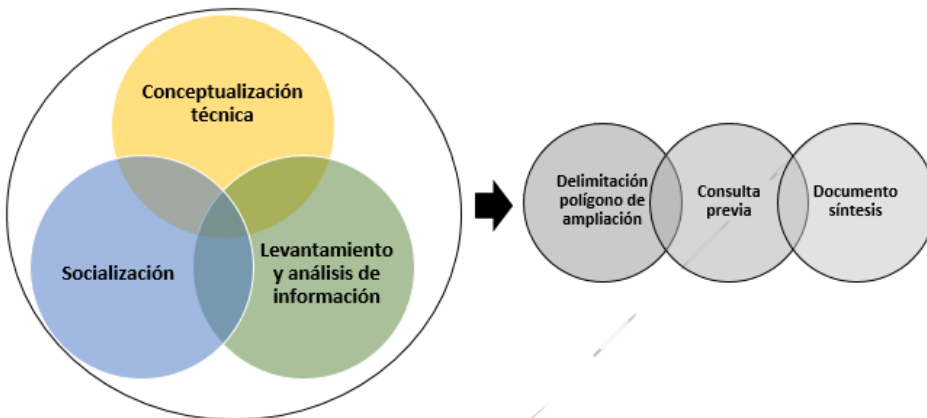 Conceptualización
técnica
Socialización
Levantamiento
y análisis de
información
Delimitación
polígono de
ampliación
Consulta
previa
Documento
síntesis